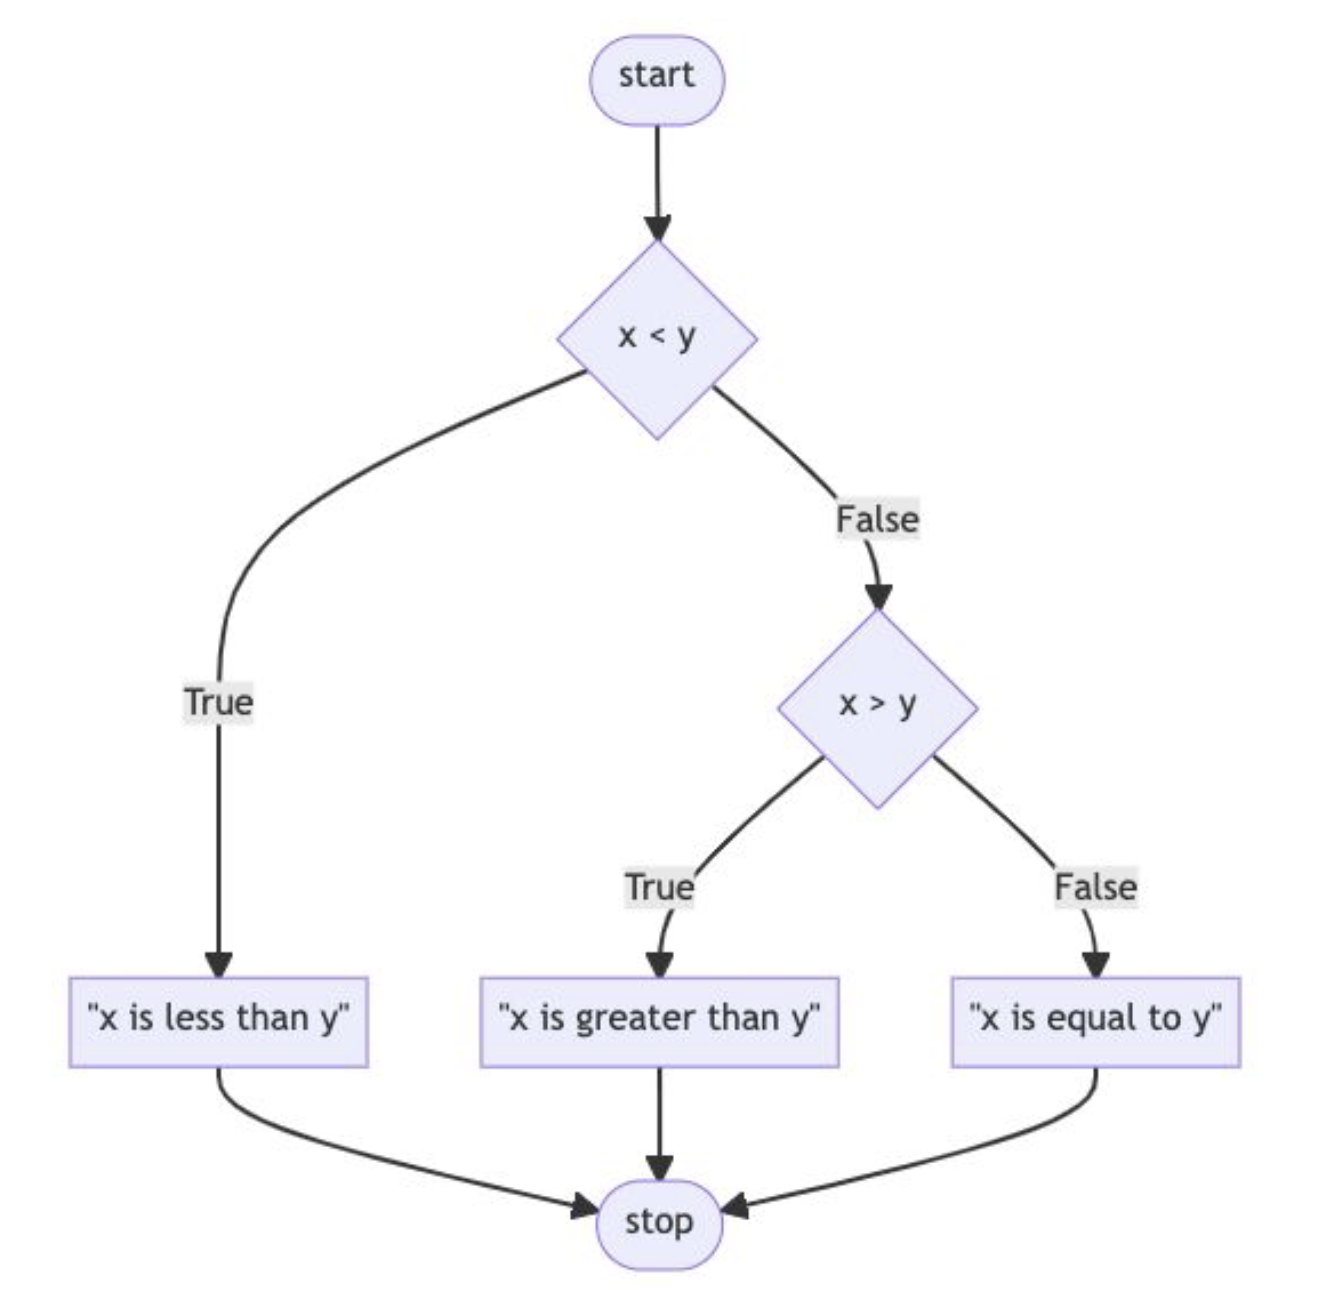 start
x < y
False
True
x > y
True
False
"x is less than y"
"x is greater than y"
"x is equal to y"
stop